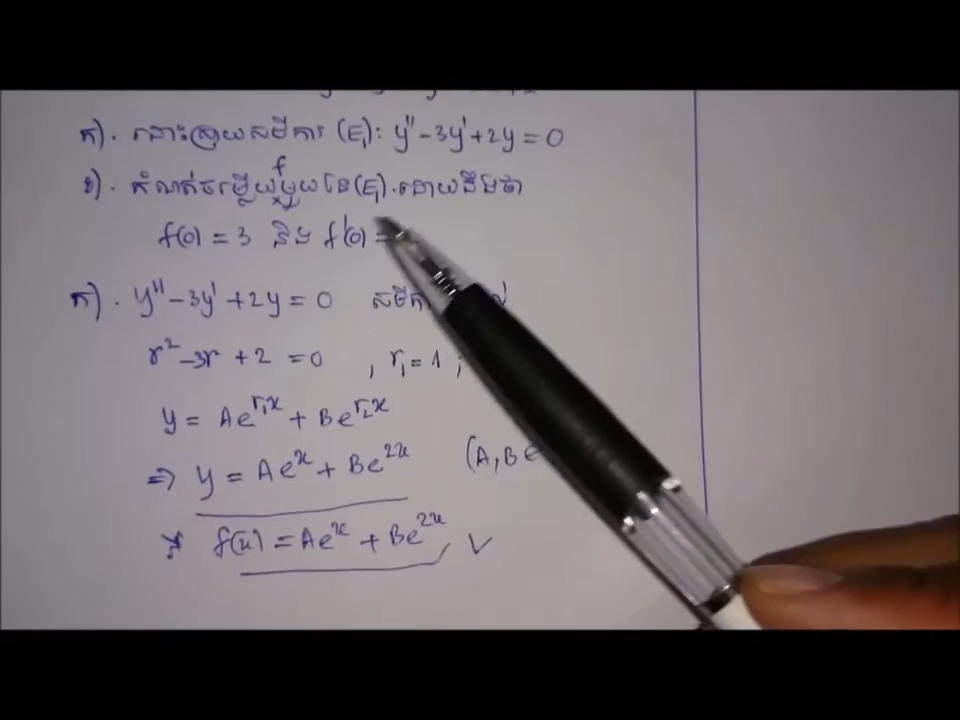 ក). ដោះស្រាយសមីការ (E): y'' - 3y' + 2y = 0
ខ). កំណត់ចម្លើយ f មួយនៃ (E). ដោយដឹងថា
f(0) = 3 និង f'(0) =
ក). y'' - 3y' + 2y = 0
r² - 3r + 2 = 0 , r₁ = 1 ;
y = Ae^{r₁x} + Be^{r₂x}
⇒ y = Ae^x + Be^{2x} (A, B ∈
ឬ f(x) = Ae^x + Be^{2x}